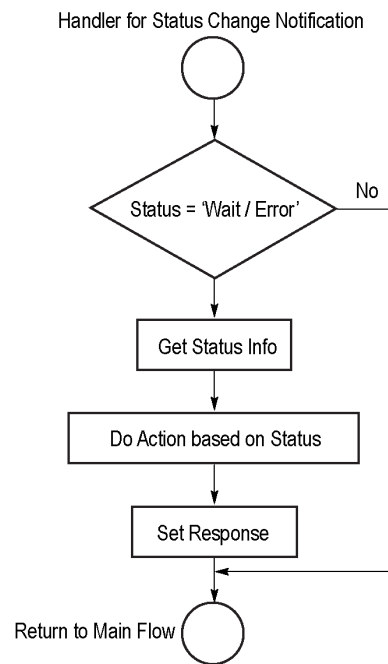 Handler for Status Change Notification
Status = ‘Wait / Error’
No
Get Status Info
Do Action based on Status
Set Response
Return to Main Flow